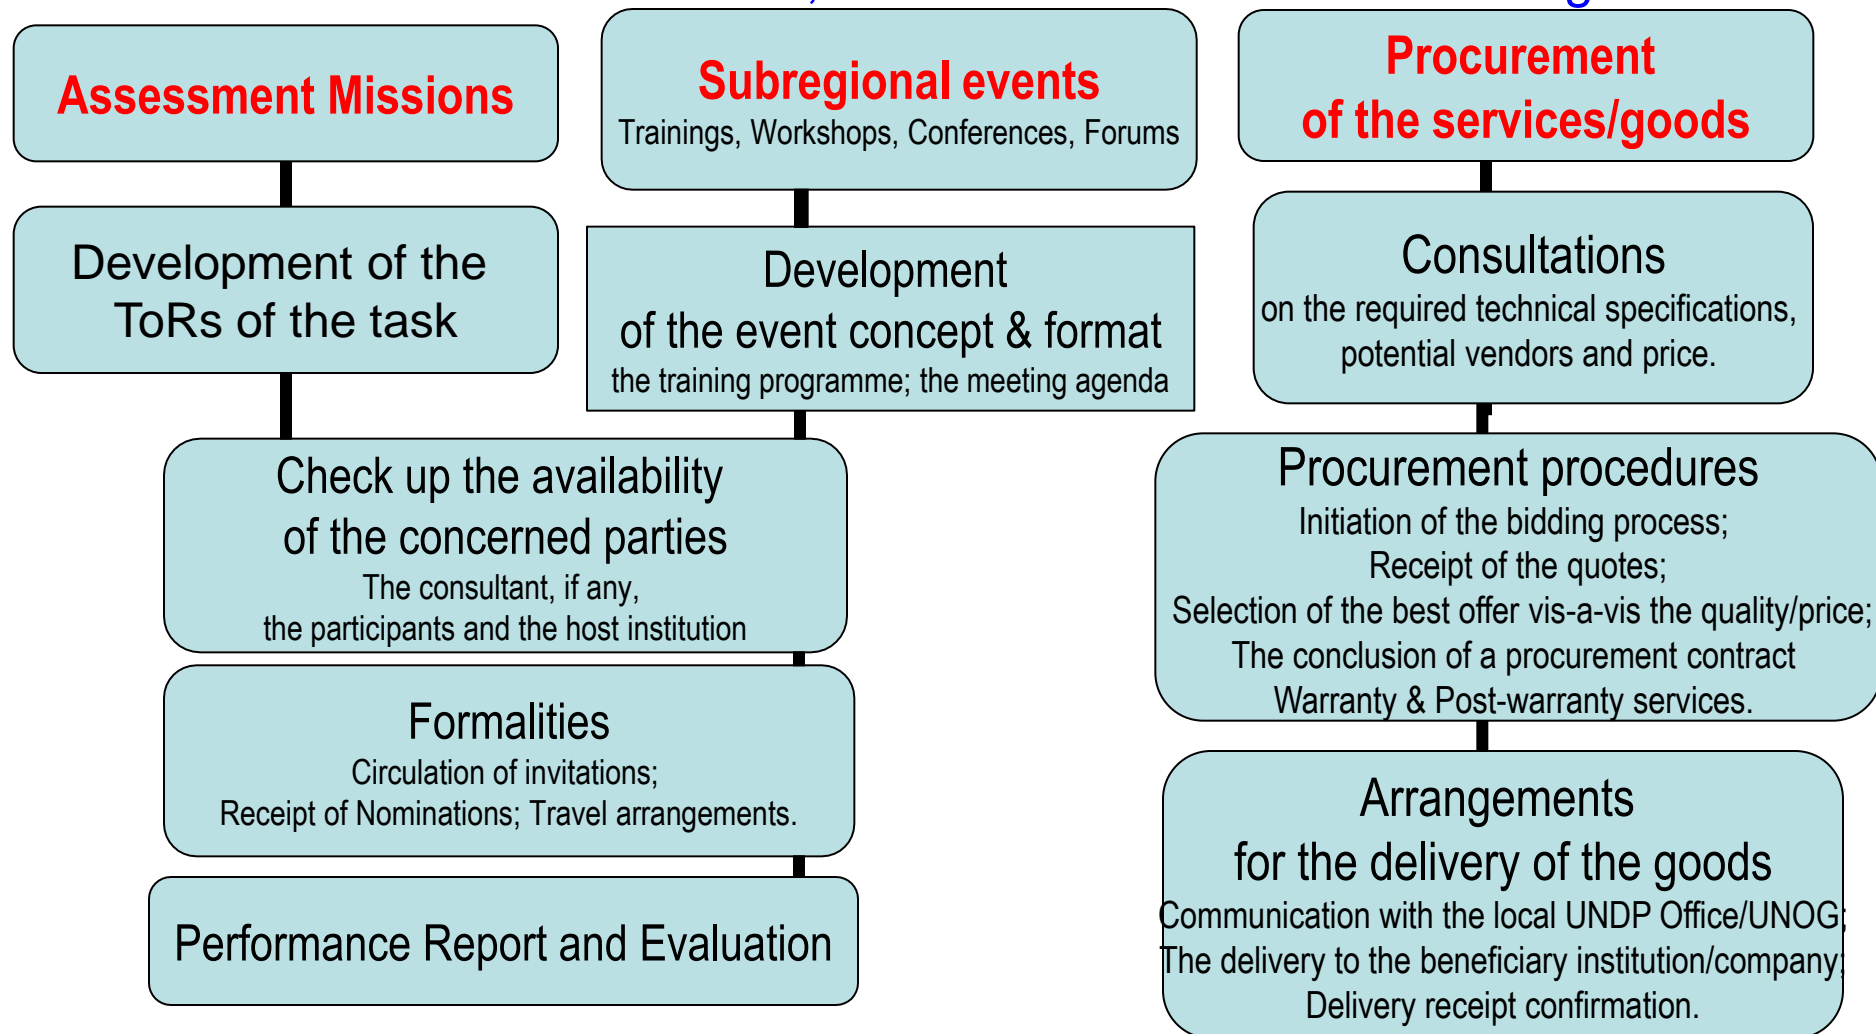 Assessment Missions
Development of the
ToRs of the task
Subregional events
Trainings, Workshops, Conferences, Forums
Development
of the event concept & format
the training programme; the meeting agenda
Check up the availability
of the concerned parties
The consultant, if any,
the participants and the host institution
Formalities
Circulation of invitations;
Receipt of Nominations; Travel arrangements.
Performance Report and Evaluation
Procurement
of the services/goods
Consultations
on the required technical specifications,
potential vendors and price.
Procurement procedures
Initiation of the bidding process;
Receipt of the quotes;
Selection of the best offer vis-a-vis the quality/price;
The conclusion of a procurement contract
Warranty & Post-warranty services.
Arrangements
for the delivery of the goods
Communication with the local UNDP Office/UNOG;
The delivery to the beneficiary institution/company;
Delivery receipt confirmation.